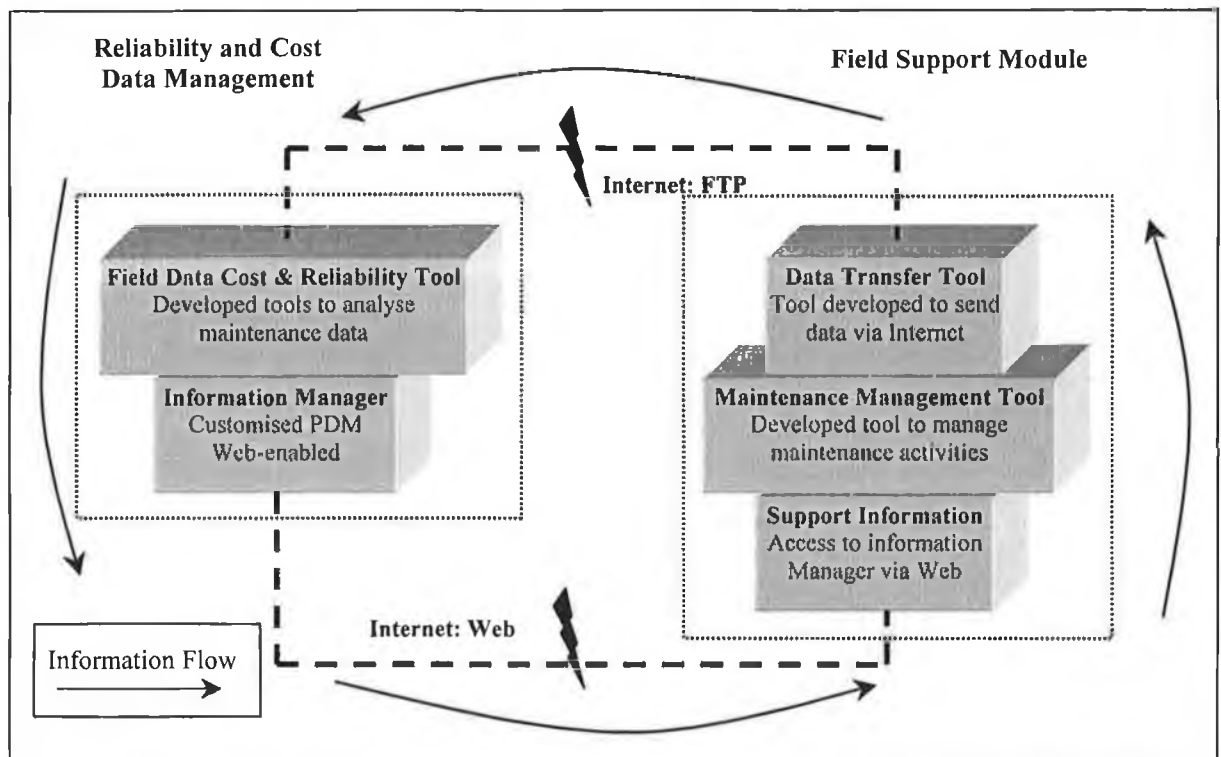 Reliability and Cost
Data Management
Field Support Module
Internet: FTP
Field Data Cost & Reliability Tool
Developed tools to analyse
maintenance data
Information Manager
Customised PDM
Web-enabled
Data Transfer Tool
Tool developed to send
data via Internet
Maintenance Management Tool
Developed tool to manage
maintenance activities
Support Information
Access to information
Manager via Web
Internet: Web
Information Flow